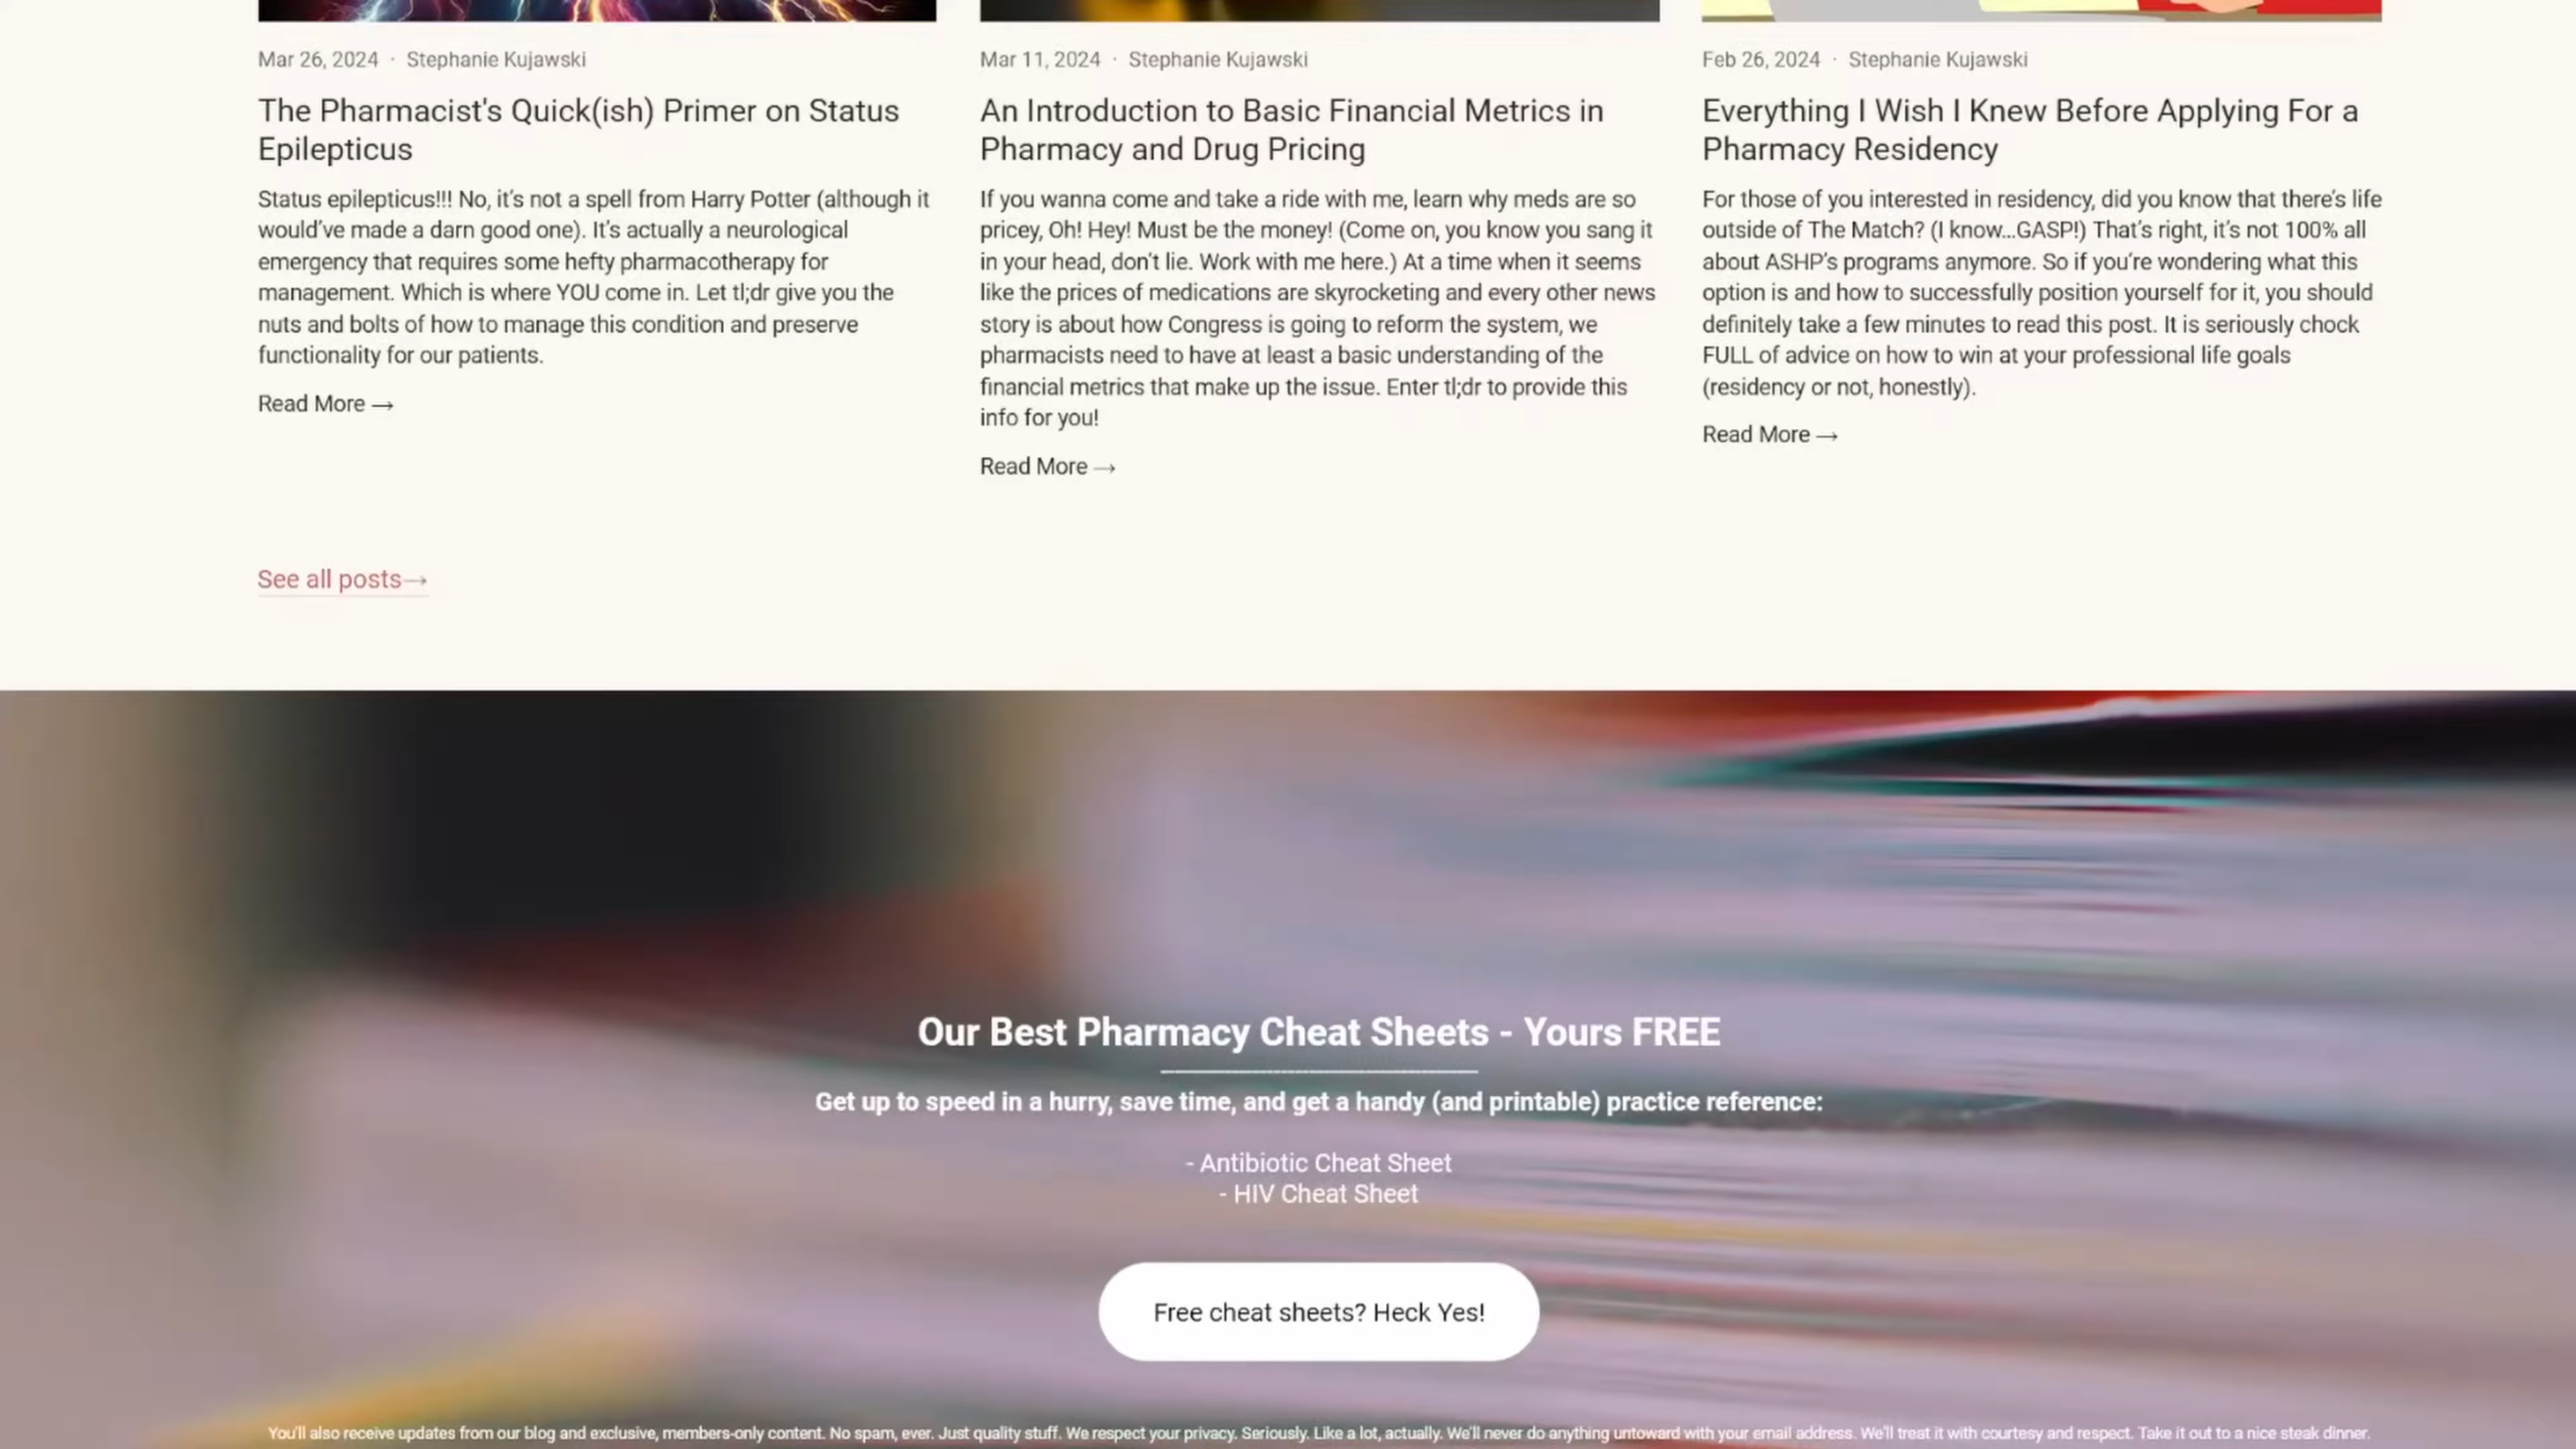 Mar 26, 2024 · Stephanie Kujawski
The Pharmacist's Quick(ish) Primer on Status
Epilepticus
Status epilepticus!!! No, it's not a spell from Harry Potter (although it
would've made a darn good one). It's actually a neurological
emergency that requires some hefty pharmacotherapy for
management. Which is where YOU come in. Let tl;dr give you the
nuts and bolts of how to manage this condition and preserve
functionality for our patients.
Read More →
Mar 11, 2024 · Stephanie Kujawski
An Introduction to Basic Financial Metrics in
Pharmacy and Drug Pricing
If you wanna come and take a ride with me, learn why meds are so
pricey, Oh! Hey! Must be the money! (Come on, you know you sang it
in your head, don't lie. Work with me here.) At a time when it seems
like the prices of medications are skyrocketing and every other news
story is about how Congress is going to reform the system, we
pharmacists need to have at least a basic understanding of the
financial metrics that make up the issue. Enter tl;dr to provide this
info for you!
Read More →
Feb 26, 2024 · Stephanie Kujawski
Everything I Wish I Knew Before Applying For a
Pharmacy Residency
For those of you interested in residency, did you know that there's life
outside of The Match? (I know...GASP!) That's right, it's not 100% all
about ASHP's programs anymore. So if you're wondering what this
option is and how to successfully position yourself for it, you should
definitely take a few minutes to read this post. It is seriously chock
FULL of advice on how to win at your professional life goals
(residency or not, honestly).
Read More →
See all posts→
Our Best Pharmacy Cheat Sheets - Yours FREE
Get up to speed in a hurry, save time, and get a handy (and printable) practice reference:
- Antibiotic Cheat Sheet
- HIV Cheat Sheet
Free cheat sheets? Heck Yes!
You'll also receive updates from our blog and exclusive, members-only content. No spam, ever. Just quality stuff. We respect your privacy. Seriously. Like a lot, actually. We'll never do anything untoward with your email address. We'll treat it with courtesy and respect. Take it out to a nice steak dinner.